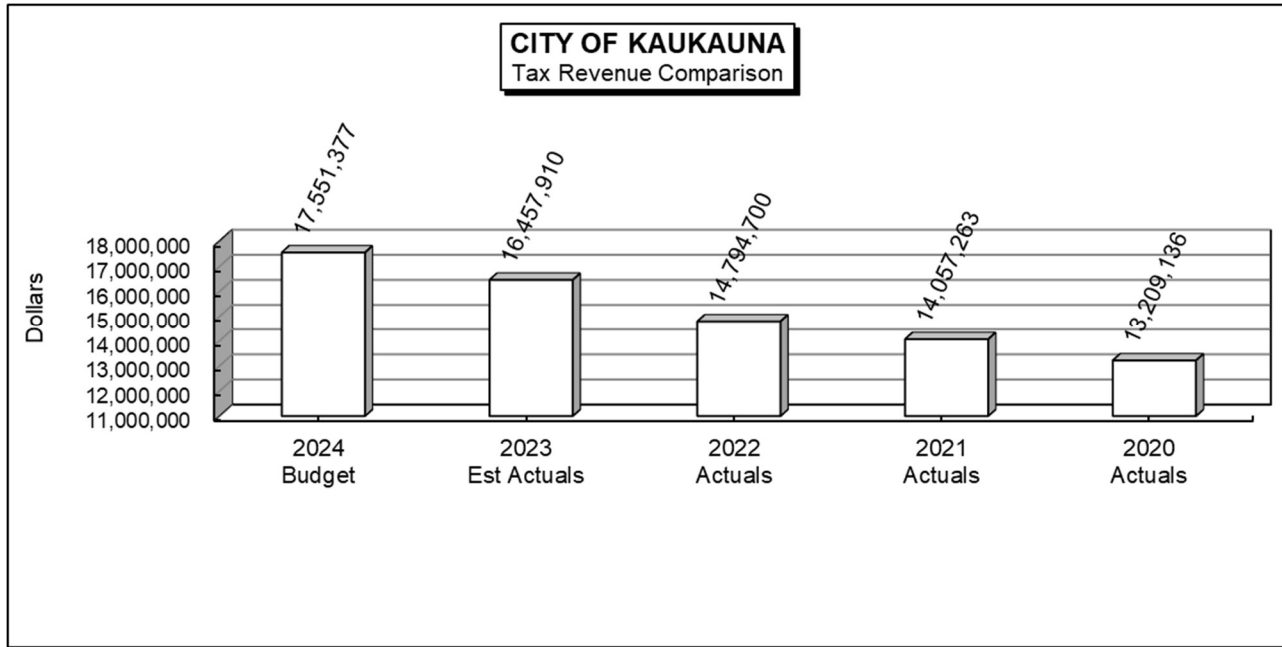 CITY OF KAUKAUNA
Tax Revenue Comparison
17,551,377
16,457,910
14,794,700
14,057,263
13,209,136
Dollars
18,000,000
17,000,000
16,000,000
15,000,000
14,000,000
13,000,000
12,000,000
11,000,000
2024
Budget
2023
Est Actuals
2022
Actuals
2021
Actuals
2020
Actuals